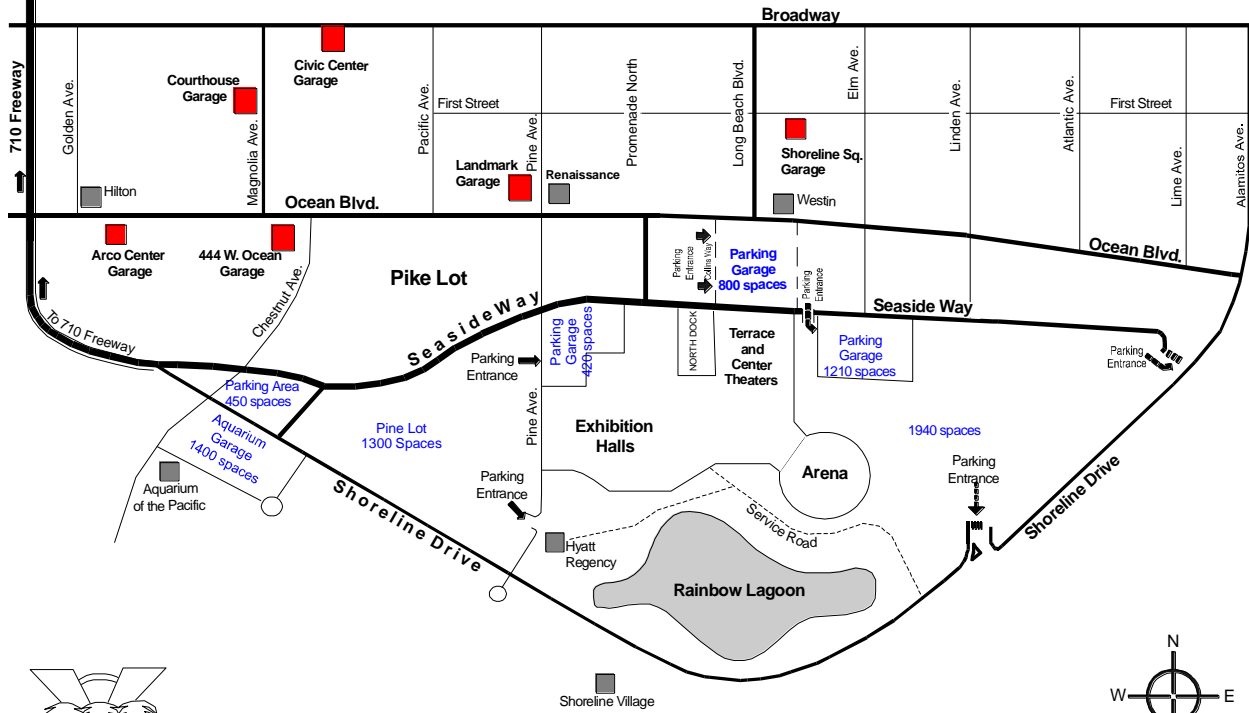 Broadway
710 Freeway
Golden Ave.
Courthouse
Garage
Magnolia Ave.
Civic Center
Garage
Pacific Ave.
First Street
Pine Ave.
Promenade North
Long Beach Blvd.
Elm Ave.
Linden Ave.
Atlantic Ave.
First Street
Lime Ave.
Alamitos Ave.
Hilton
Landmark
Garage
Renaissance
Shoreline Sq.
Garage
Westin
Ocean Blvd.
Arco Center
Garage
444 W. Ocean
Garage
Chestnut Ave.
Pike Lot
Parking
Entrance
Collins Way
Parking
Garage
800 spaces
Parking
Entrance
Ocean Blvd.
Seaside Way
Seaside Way
To 710 Freeway
Parking
Entrance
Parking
Garage
420 spaces
NORTH DOCK
Terrace
and
Center
Theaters
Parking
Garage
1210 spaces
Parking
Entrance
Parking Area
450 spaces
Aquarium
Garage
1400 spaces
Pine Lot
1300 Spaces
Pine Ave.
Exhibition
Halls
1940 spaces
Arena
Parking
Entrance
Shoreline Drive
Aquarium
of the Pacific
Parking
Entrance
Shoreline Drive
Service Road
Hyatt
Regency
Rainbow Lagoon
Shoreline Village
N
W
E